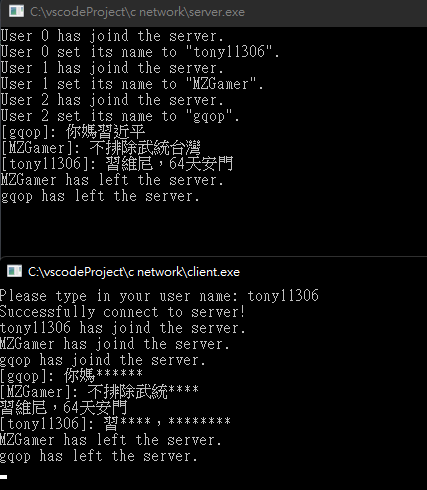 C:\vscodeProject\c network\server.exe
User 0 has joind the server.
User 0 set its name to "tony11306".
User 1 has joind the server.
User 1 set its name to "MZGamer".
User 2 has joind the server.
User 2 set its name to "gqop".
[gqop]: 你媽習近平
[MZGamer]: 不排除武統台灣
[tony11306]: 習維尼，64天安門
MZGamer has left the server.
gqop has left the server.
C:\vscodeProject\c network\client.exe
Please type in your user name: tony11306
Successfully connect to server!
tony11306 has joind the server.
MZGamer has joind the server.
gqop has joind the server.
[gqop]: 你媽******
[MZGamer]: 不排除武統****
習維尼，64天安門
[tony11306]: 習****，********
MZGamer has left the server.
gqop has left the server.